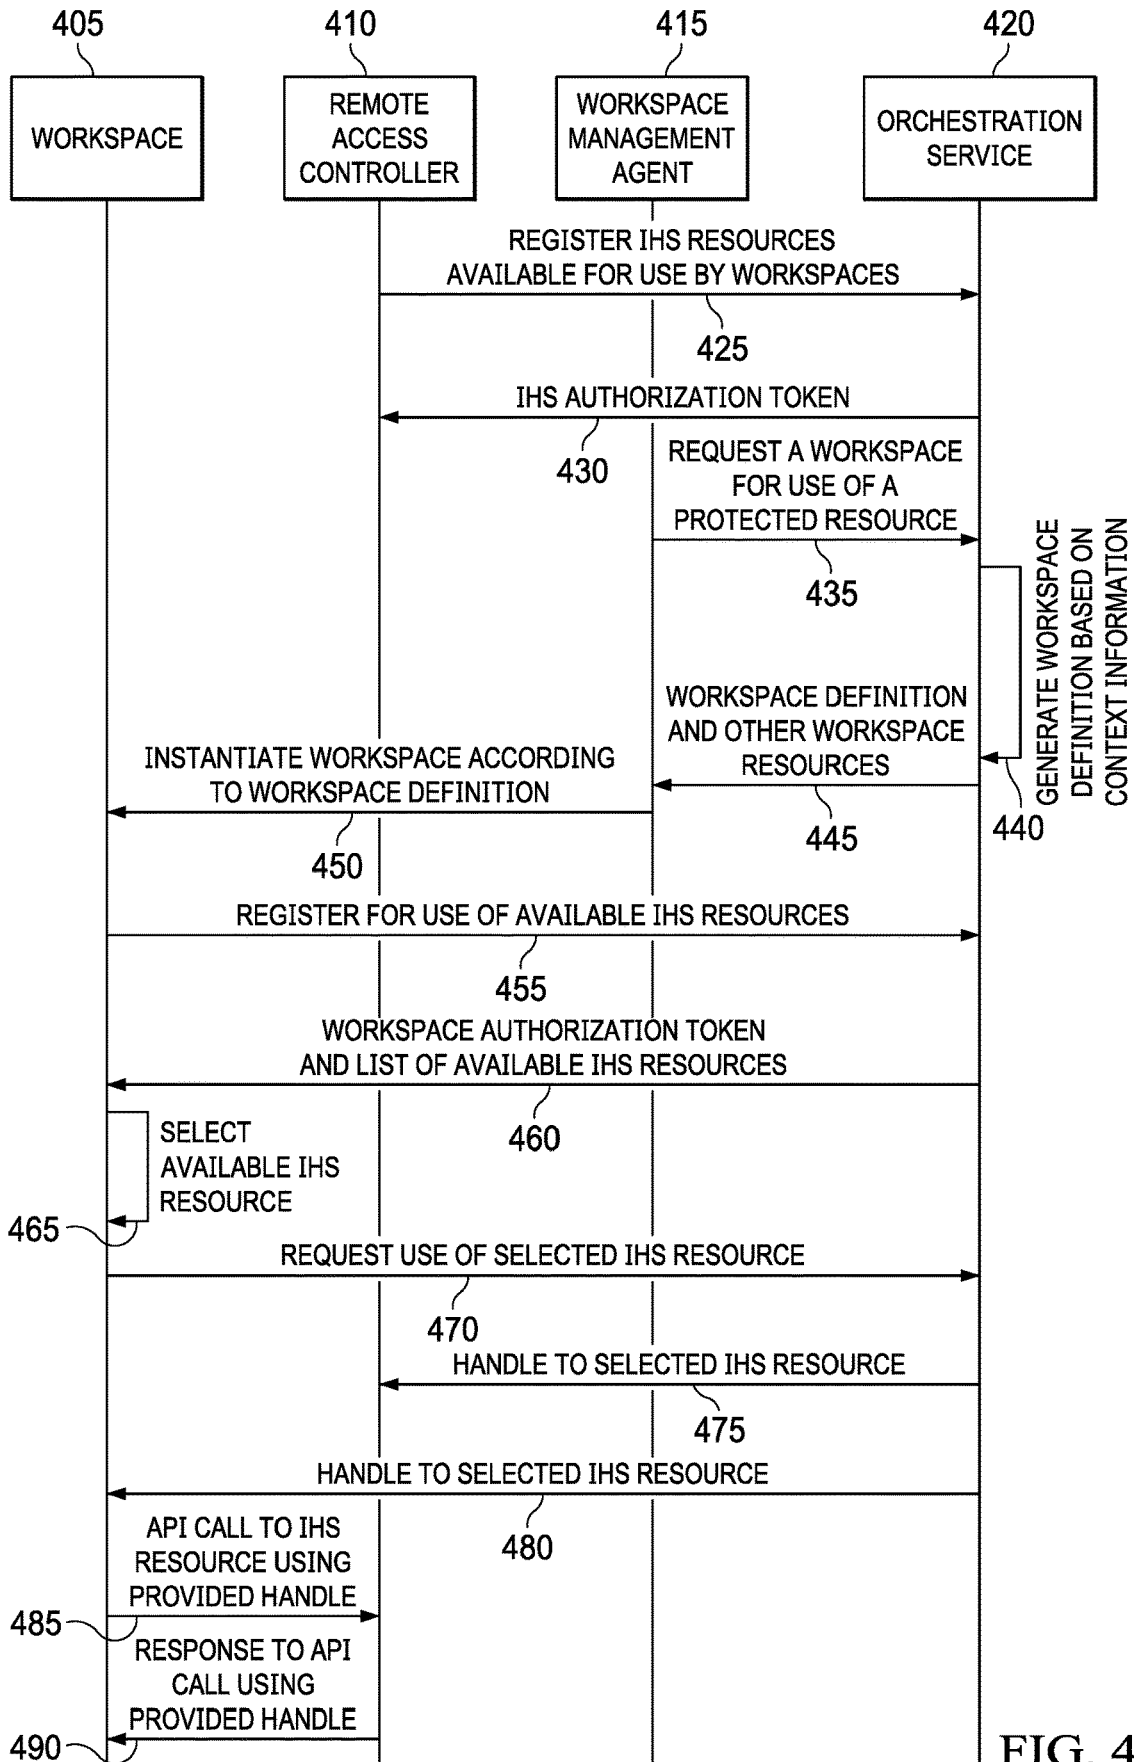 405
410
415
420
WORKSPACE
REMOTE
ACCESS
CONTROLLER
WORKSPACE
MANAGEMENT
AGENT
ORCHESTRATION
SERVICE
REGISTER IHS RESOURCES
AVAILABLE FOR USE BY WORKSPACES
425
IHS AUTHORIZATION TOKEN
430
REQUEST A WORKSPACE
FOR USE OF A
PROTECTED RESOURCE
435
GENERATE WORKSPACE
DEFINITION BASED ON
CONTEXT INFORMATION
440
WORKSPACE DEFINITION
AND OTHER WORKSPACE
RESOURCES
445
INSTANTIATE WORKSPACE ACCORDING
TO WORKSPACE DEFINITION
450
REGISTER FOR USE OF AVAILABLE IHS RESOURCES
455
WORKSPACE AUTHORIZATION TOKEN
AND LIST OF AVAILABLE IHS RESOURCES
460
SELECT
AVAILABLE IHS
RESOURCE
465
REQUEST USE OF SELECTED IHS RESOURCE
470
HANDLE TO SELECTED IHS RESOURCE
475
HANDLE TO SELECTED IHS RESOURCE
480
API CALL TO IHS
RESOURCE USING
PROVIDED HANDLE
485
RESPONSE TO API
CALL USING
PROVIDED HANDLE
490
FIG. 4